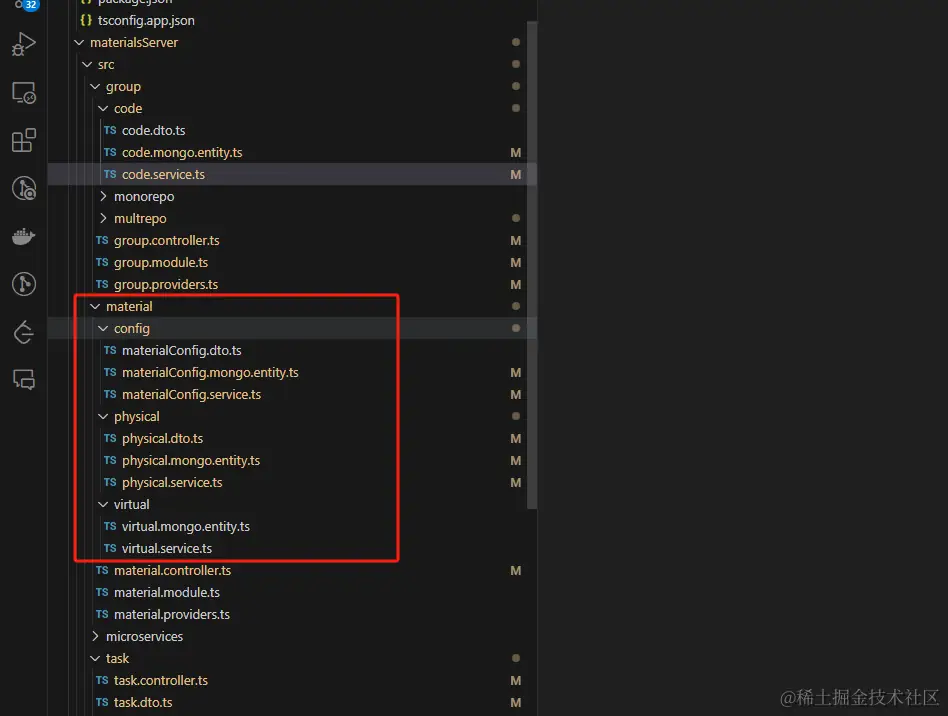 32
{} package.json
{} tsconfig.app.json
materialsServer
src
group
code
TS code.dto.ts
TS code.mongo.entity.ts M
TS code.service.ts M
monorepo
multrepo
TS group.controller.ts M
TS group.module.ts M
TS group.providers.ts M
material
config
TS materialConfig.dto.ts
TS materialConfig.mongo.entity.ts M
TS materialConfig.service.ts M
physical
TS physical.dto.ts M
TS physical.mongo.entity.ts M
TS physical.service.ts M
virtual
TS virtual.mongo.entity.ts
TS virtual.service.ts
TS material.controller.ts M
TS material.module.ts
TS material.providers.ts
microservices
task
TS task.controller.ts M
TS task.dto.ts M
@稀土掘金技术社区